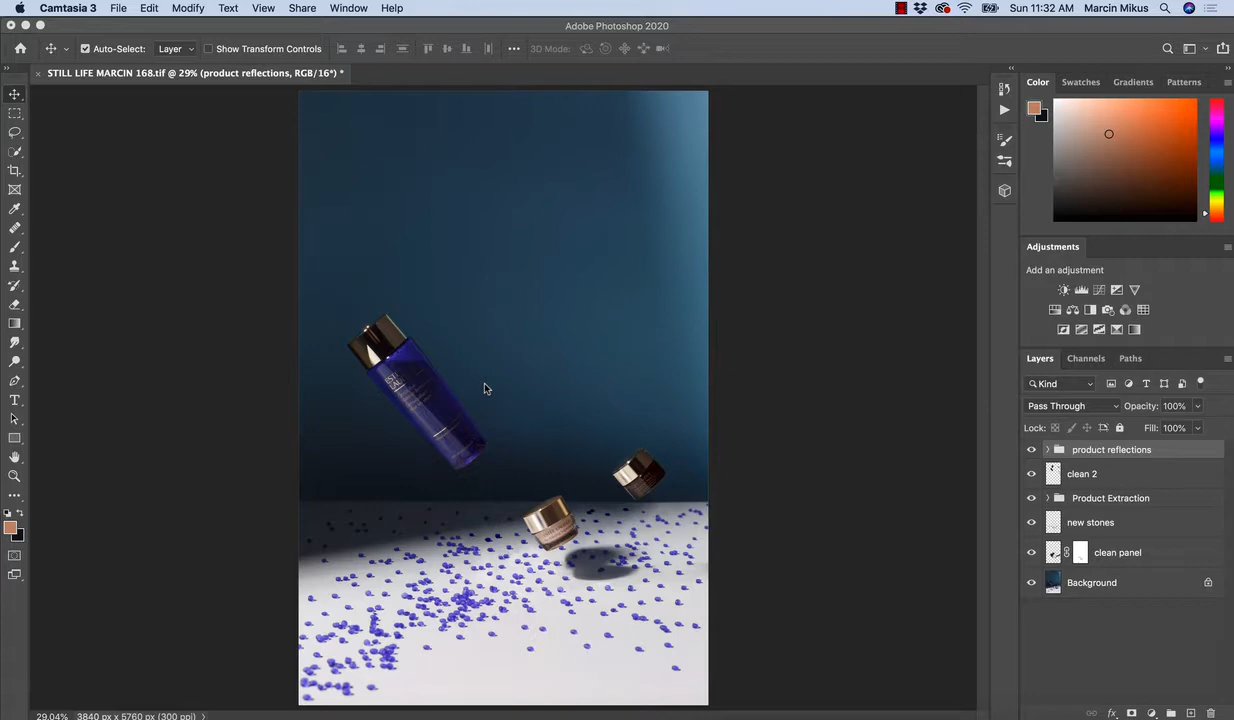 Camtasia 3 File Edit Modify Text View Share Window Help Sun 11:32 AM Marcin Mikus
Adobe Photoshop 2020
Auto-Select: Layer Show Transform Controls 3D Mode:
STILL LIFE MARCIN 168.tif @ 29% (product reflections, RGB/16*) *
Color Swatches Gradients Patterns
Adjustments
Add an adjustment
Layers Channels Paths
Kind
Pass Through Opacity: 100%
Lock: Fill: 100%
product reflections
clean 2
Product Extraction
new stones
clean panel
Background
29.04% 3840 px x 5760 px (300 ppi)